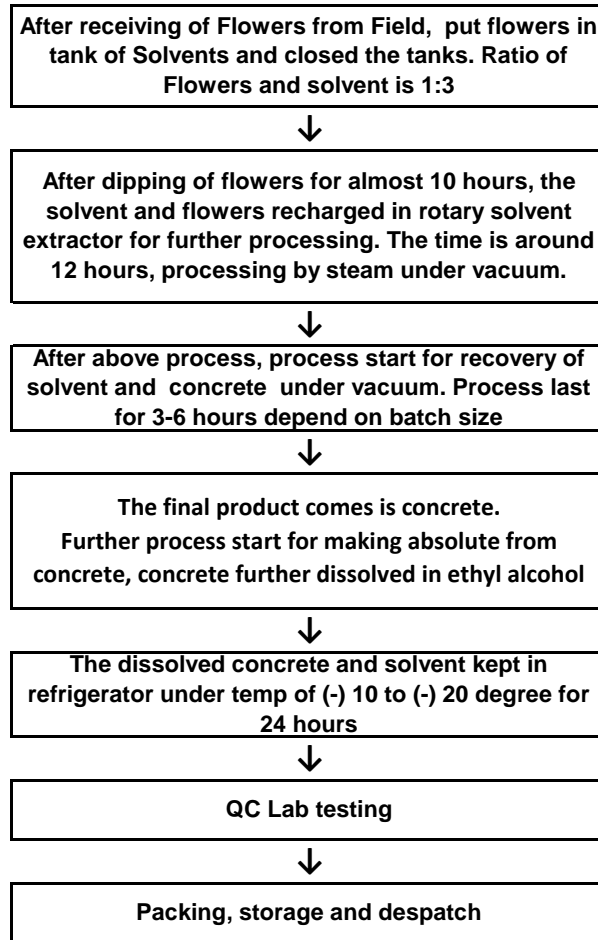 After receiving of Flowers from Field, put flowers in
tank of Solvents and closed the tanks. Ratio of
Flowers and solvent is 1:3
After dipping of flowers for almost 10 hours, the
solvent and flowers recharged in rotary solvent
extractor for further processing. The time is around
12 hours, processing by steam under vacuum.
After above process, process start for recovery of
solvent and concrete under vacuum. Process last
for 3-6 hours depend on batch size
The final product comes is concrete.
Further process start for making absolute from
concrete, concrete further dissolved in ethyl alcohol
The dissolved concrete and solvent kept in
refrigerator under temp of (-) 10 to (-) 20 degree for
24 hours
QC Lab testing
Packing, storage and despatch